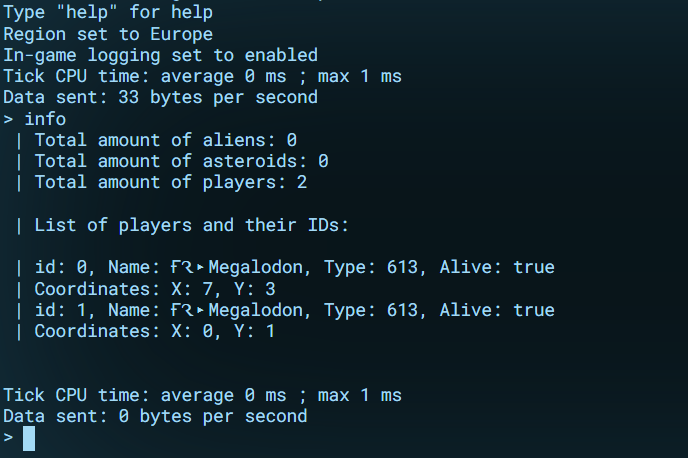 Type "help" for help
Region set to Europe
In-game logging set to enabled
Tick CPU time: average 0 ms ; max 1 ms
Data sent: 33 bytes per second
> info
| Total amount of aliens: 0
| Total amount of asteroids: 0
| Total amount of players: 2
| List of players and their IDs:
| id: 0, Name: ҒƦ▸Megalodon, Type: 613, Alive: true
| Coordinates: X: 7, Y: 3
| id: 1, Name: ҒƦ▸Megalodon, Type: 613, Alive: true
| Coordinates: X: 0, Y: 1
Tick CPU time: average 0 ms ; max 1 ms
Data sent: 0 bytes per second
>